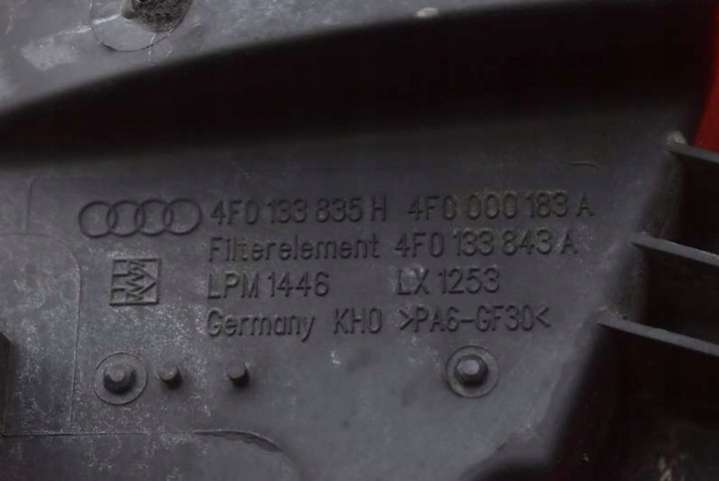 4F0 133 835 H 4F0 000 183 A
Filterelement 4F0 133 843 A
LPM 1446 LX 1253
Germany KHO >PA6-GF30<